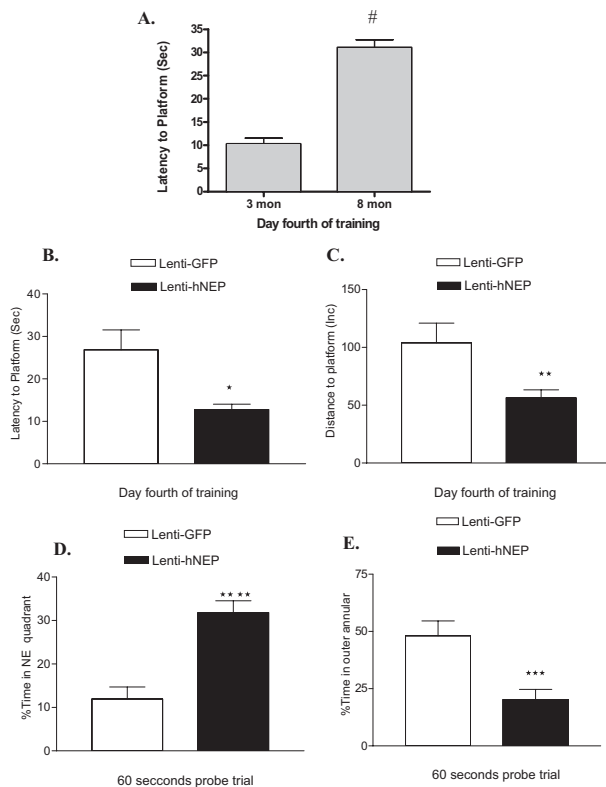 A.
#
Latency to Platform (Sec)
35
30
25
20
15
10
5
0
3 mon
8 mon
Day fourth of training
B.
Lenti-GFP
Lenti-hNEP
Latency to Platform (Sec)
40
30
20
10
0
*
Day fourth of training
C.
Lenti-GFP
Lenti-hNEP
Distance to platform (Inc)
150
100
50
0
**
Day fourth of training
D.
Lenti-GFP
Lenti-hNEP
%Time in NE quadrant
40
30
20
10
0
** **
60 secconds probe trial
E.
Lenti-GFP
Lenti-hNEP
%Time in outer annular
75
50
25
0
***
60 secconds probe trial